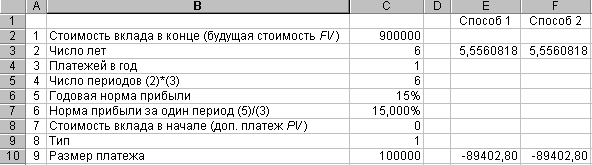 A B C D E F
1 Способ 1 Способ 2
2 1 Стоимость вклада в конце (будущая стоимость FV) 900000
3 2 Число лет 6 5,5560818 5,5560818
4 3 Платежей в год 1
5 4 Число периодов (2)*(3) 6
6 5 Годовая норма прибыли 15%
7 6 Норма прибыли за один период (5)/(3) 15,000%
8 7 Стоимость вклада в начале (доп. платеж PV) 0
9 8 Тип 1
10 9 Размер платежа 100000 -89402,80 -89402,80